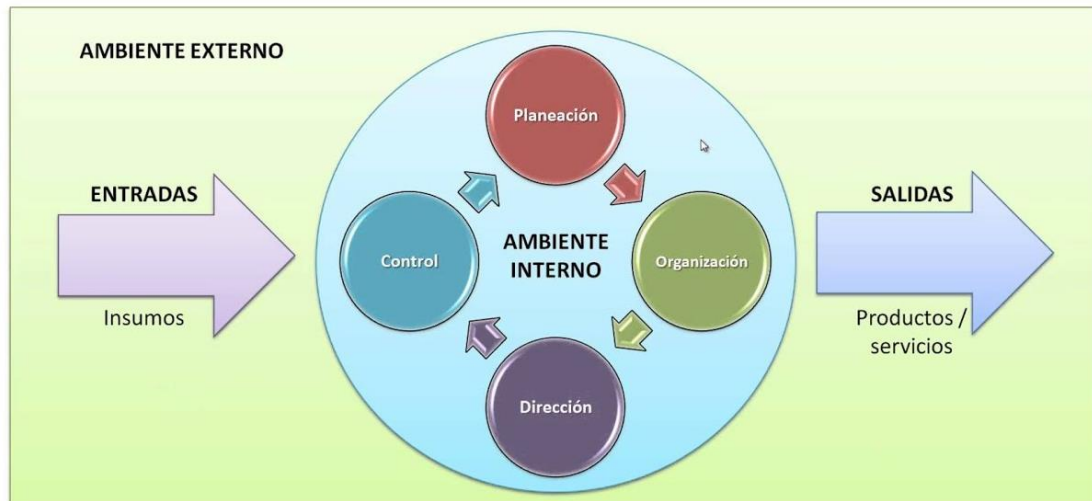 AMBIENTE EXTERNO
Planeación
ENTRADAS
Insumos
Control
AMBIENTE
INTERNO
Organización
Dirección
SALIDAS
Productos /
servicios